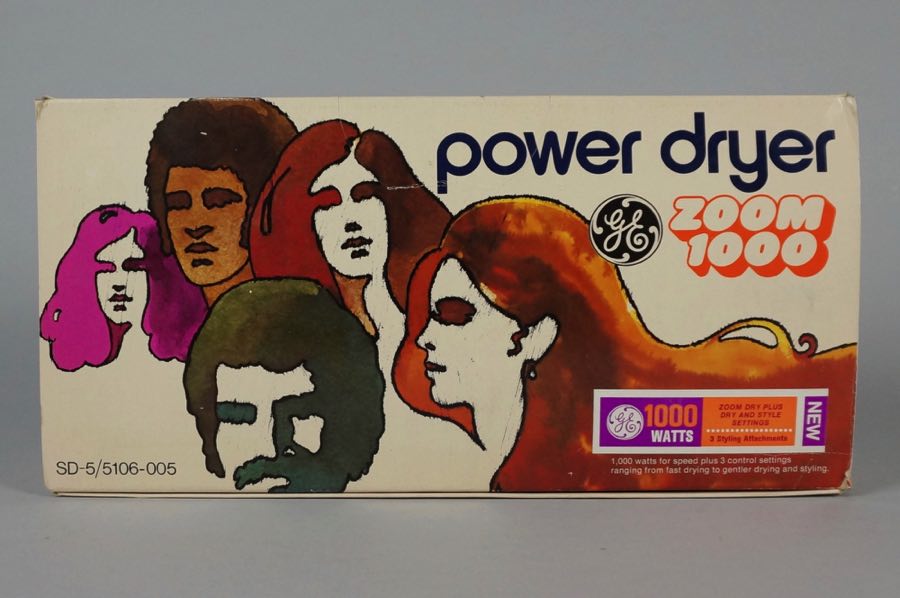 power dryer
GE
ZOOM
1000
GE
1000
WATTS
ZOOM DRY PLUS
DRY AND STYLE
SETTINGS
3 Styling Attachments
NEW
1,000 watts for speed plus 3 control settings
ranging from fast drying to gentler drying and styling.
SD-5/5106-005